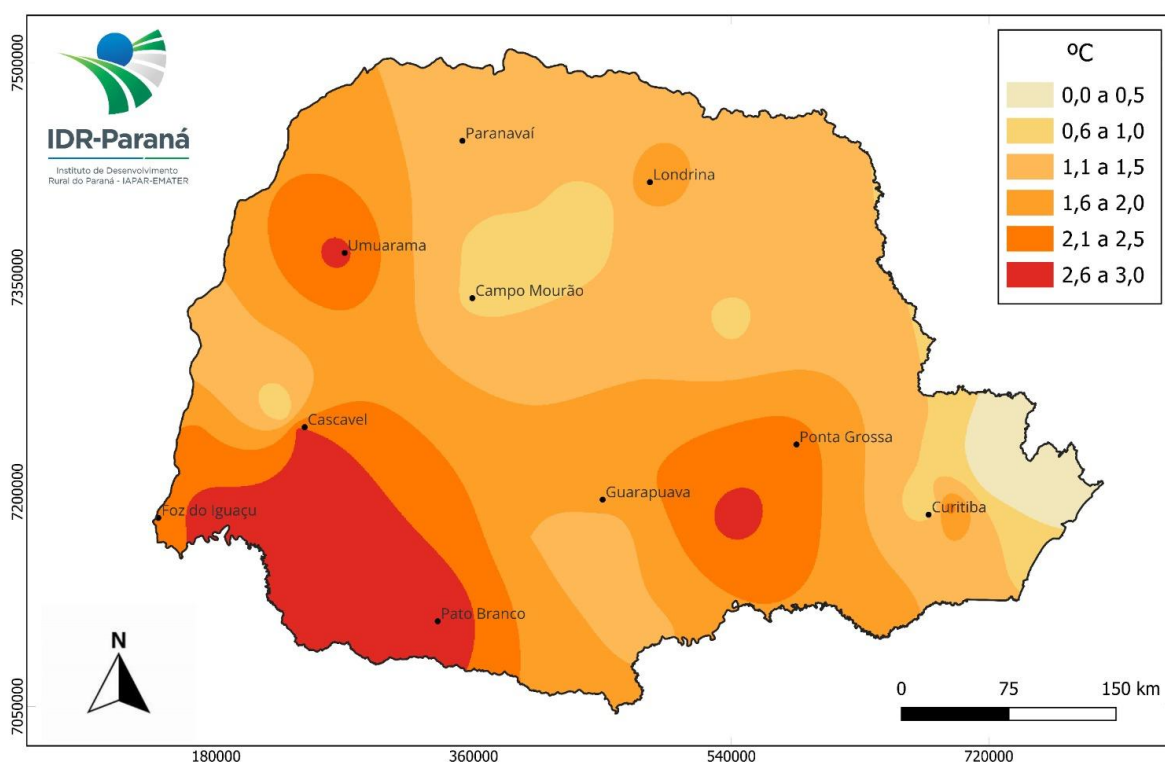 IDR-Paraná
Instituto de Desenvolvimento
Rural do Paraná - IAPAR-EMATER
ºC
0,0 a 0,5
0,6 a 1,0
1,1 a 1,5
1,6 a 2,0
2,1 a 2,5
2,6 a 3,0
Paranavaí
Londrina
Umuarama
Campo Mourão
Cascavel
Ponta Grossa
Guarapuava
Foz do Iguaçu
Curitiba
Pato Branco
N
0 75 150 km
7500000
7350000
7200000
7050000
180000 360000 540000 720000